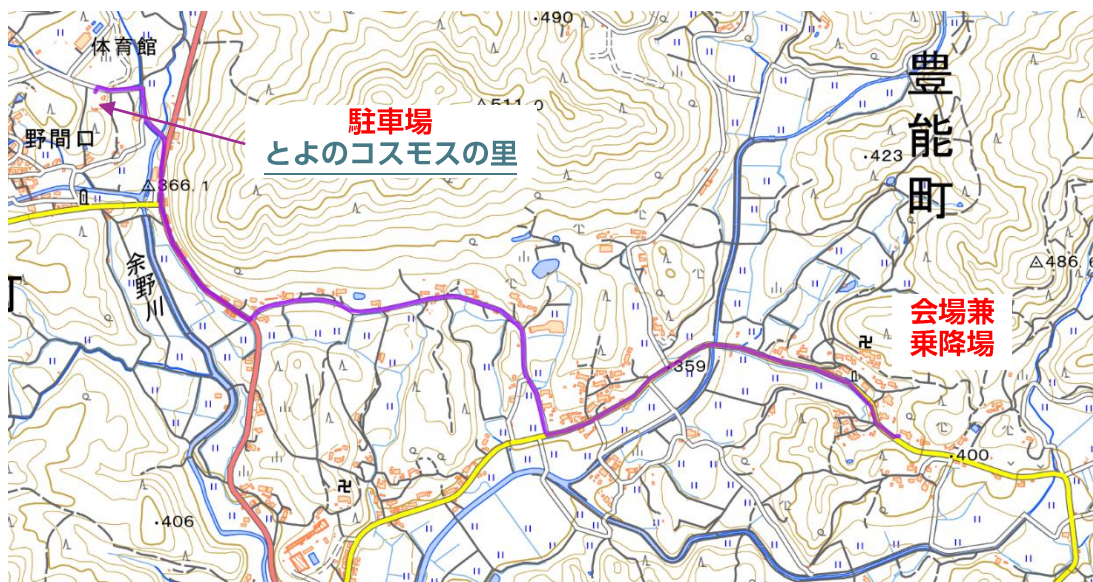 ・490
体育館
豊能町
駐車場
△511.0
とよのコスモスの里
野間口
・423
△366.1
余野川
△486.6
会場兼
乗降場
・359
・400
・406